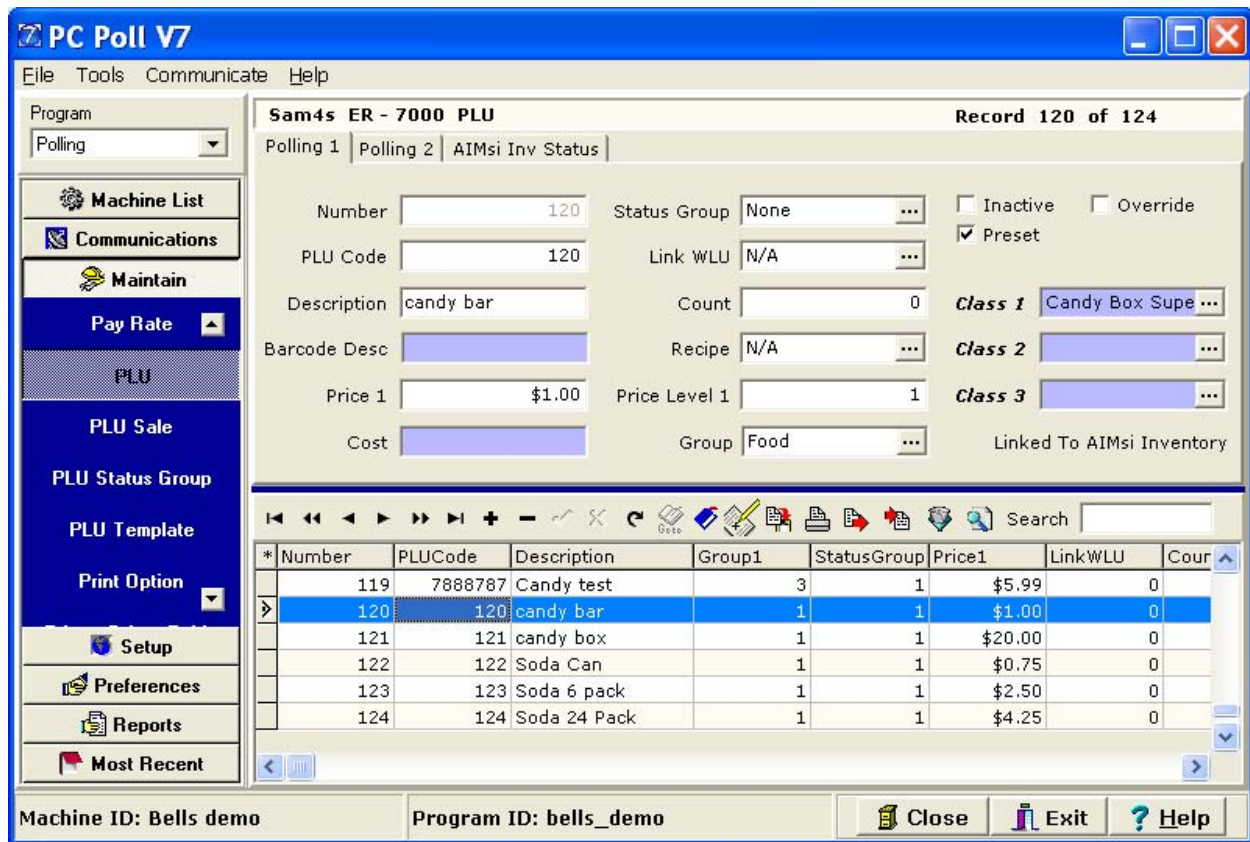 PC Poll V7
File Tools Communicate Help
Program
Polling
Machine List
Communications
Maintain
Pay Rate
PLU
PLU Sale
PLU Status Group
PLU Template
Print Option
Setup
Preferences
Reports
Most Recent
Sam4s ER - 7000 PLU Record 120 of 124
Polling 1 Polling 2 AIMsi Inv Status
Number 120 Status Group None ... Inactive Override
Preset
PLU Code 120 Link WLU N/A ...
Description candy bar Count 0 Class 1 Candy Box Supe ...
Barcode Desc Recipe N/A ... Class 2 ...
Price 1 $1.00 Price Level 1 1 Class 3 ...
Cost Group Food ... Linked To AIMsi Inventory
Goto Search
* Number PLUCode Description Group1 StatusGroup Price1 LinkWLU Cour
119 7888787 Candy test 3 1 $5.99 0
120 120 candy bar 1 1 $1.00 0
121 121 candy box 1 1 $20.00 0
122 122 Soda Can 1 1 $0.75 0
123 123 Soda 6 pack 1 1 $2.50 0
124 124 Soda 24 Pack 1 1 $4.25 0
Machine ID: Bells demo Program ID: bells_demo Close Exit Help